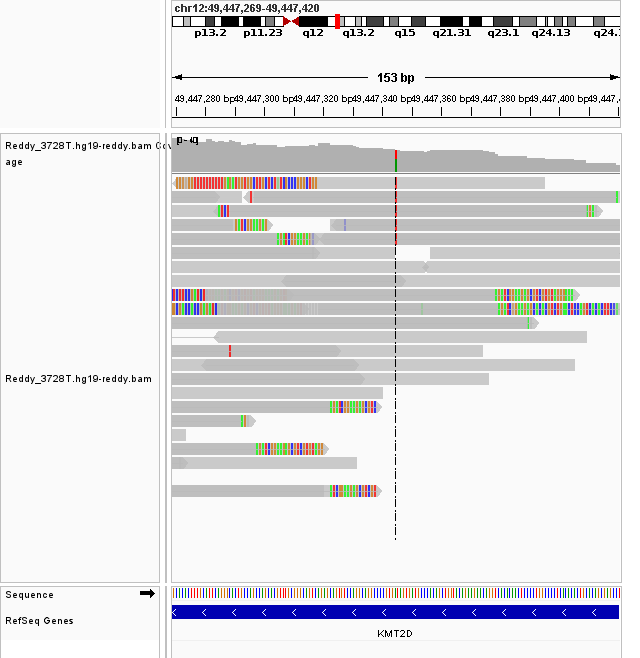 chr12:49,447,269-49,447,420
p13.2 p11.23 q12 q13.2 q15 q21.31 q23.1 q24.13 q24.
153 bp
49,447,280 bp 49,447,300 bp 49,447,320 bp 49,447,340 bp 49,447,360 bp 49,447,380 bp 49,447,400 bp 49,447,4
Reddy_3728T.hg19-reddy.bam Cov
age
Reddy_3728T.hg19-reddy.bam
Sequence
RefSeq Genes
KMT2D